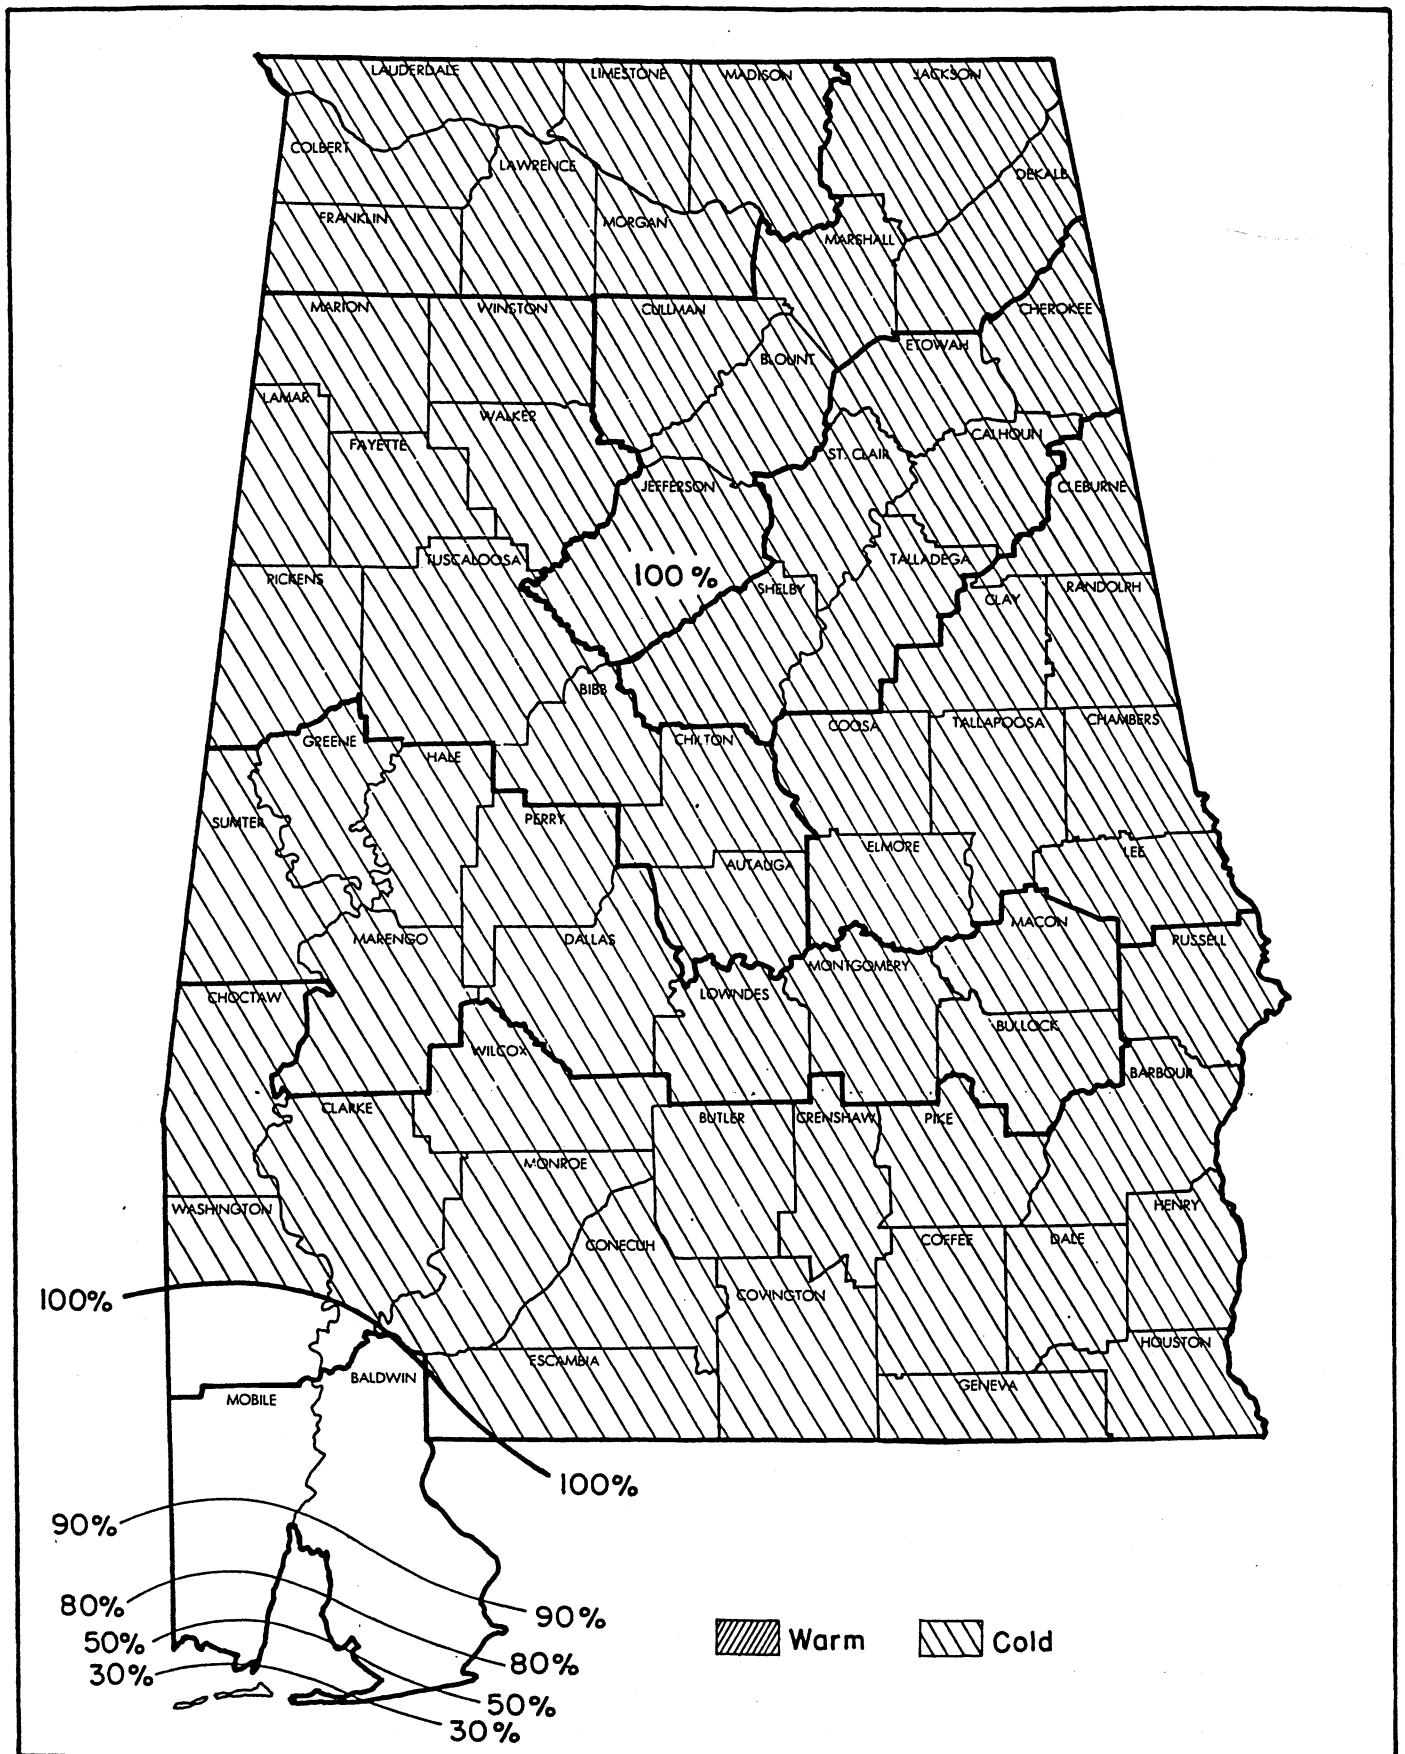 LAUDERDALE
LIMESTONE
MADISON
JACKSON
COLBERT
LAWRENCE
DEKALB
FRANKLIN
MORGAN
MARSHALL
MARION
WINSTON
CULLMAN
CHEROKEE
BLOUNT
ETOWAH
LAMAR
WALKER
FAYETTE
CALHOUN
ST. CLAIR
JEFFERSON
CLEBURNE
TUSCALOOSA
TALLADEGA
PICKENS
100%
SHELBY
CLAY
RANDOLPH
BIBB
GREENE
HALE
CHILTON
COOSA
TALLAPOOSA
CHAMBERS
SUMTER
PERRY
AUTAUGA
ELMORE
LEE
MARENGO
DALLAS
MACON
RUSSELL
CHOCTAW
LOWNDES
MONTGOMERY
BULLOCK
WILCOX
BARBOUR
CLARKE
BUTLER
CRENSHAW
PIKE
MONROE
WASHINGTON
HENRY
CONECUH
COFFEE
DALE
100%
COVINGTON
HOUSTON
ESCAMBIA
BALDWIN
GENEVA
MOBILE
100%
90%
80%
90%
50%
Warm
Cold
30%
80%
50%
30%